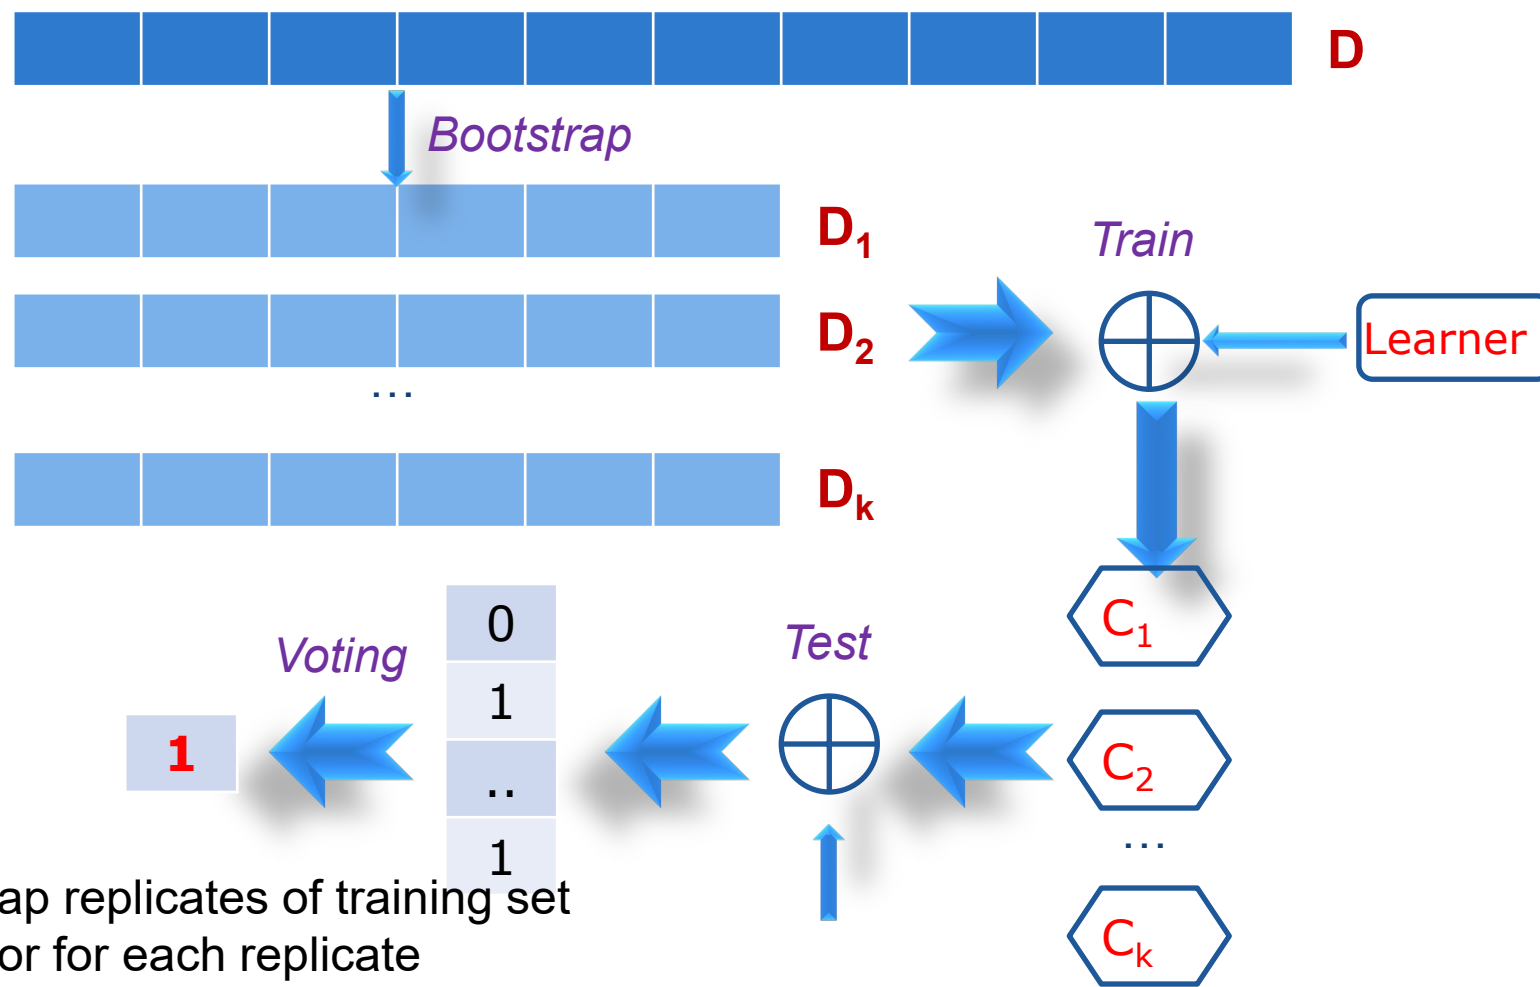 D
Bootstrap
D₁
Train
D₂
Learner
...
Dₖ
C₁
0
Test
Voting
1
1
C₂
..
...
1
ap replicates of training set
Cₖ
or for each replicate